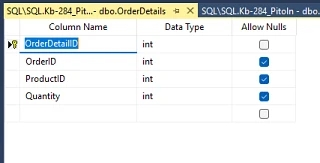 SQL\SQL.Kb-284_Pit...- dbo.OrderDetails SQL\SQL.Kb-284_PitoIn - dbo.
Column Name Data Type Allow Nulls
OrderDetailID int
OrderID int
ProductID int
Quantity int